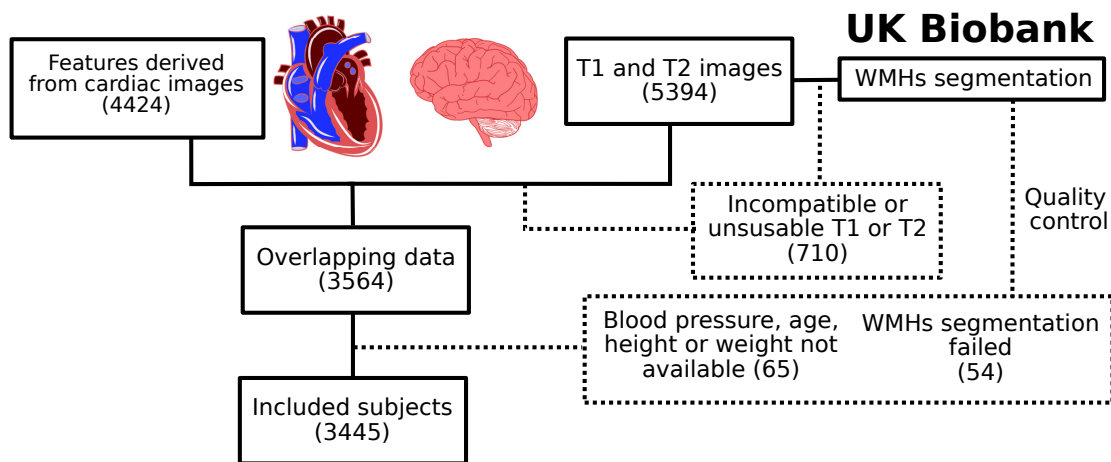 UK Biobank
Features derived
from cardiac images
(4424)
T1 and T2 images
(5394)
WMHs segmentation
Incompatible or
unsusable T1 or T2
(710)
Quality
control
Overlapping data
(3564)
Blood pressure, age,
height or weight not
available (65)
WMHs segmentation
failed
(54)
Included subjects
(3445)